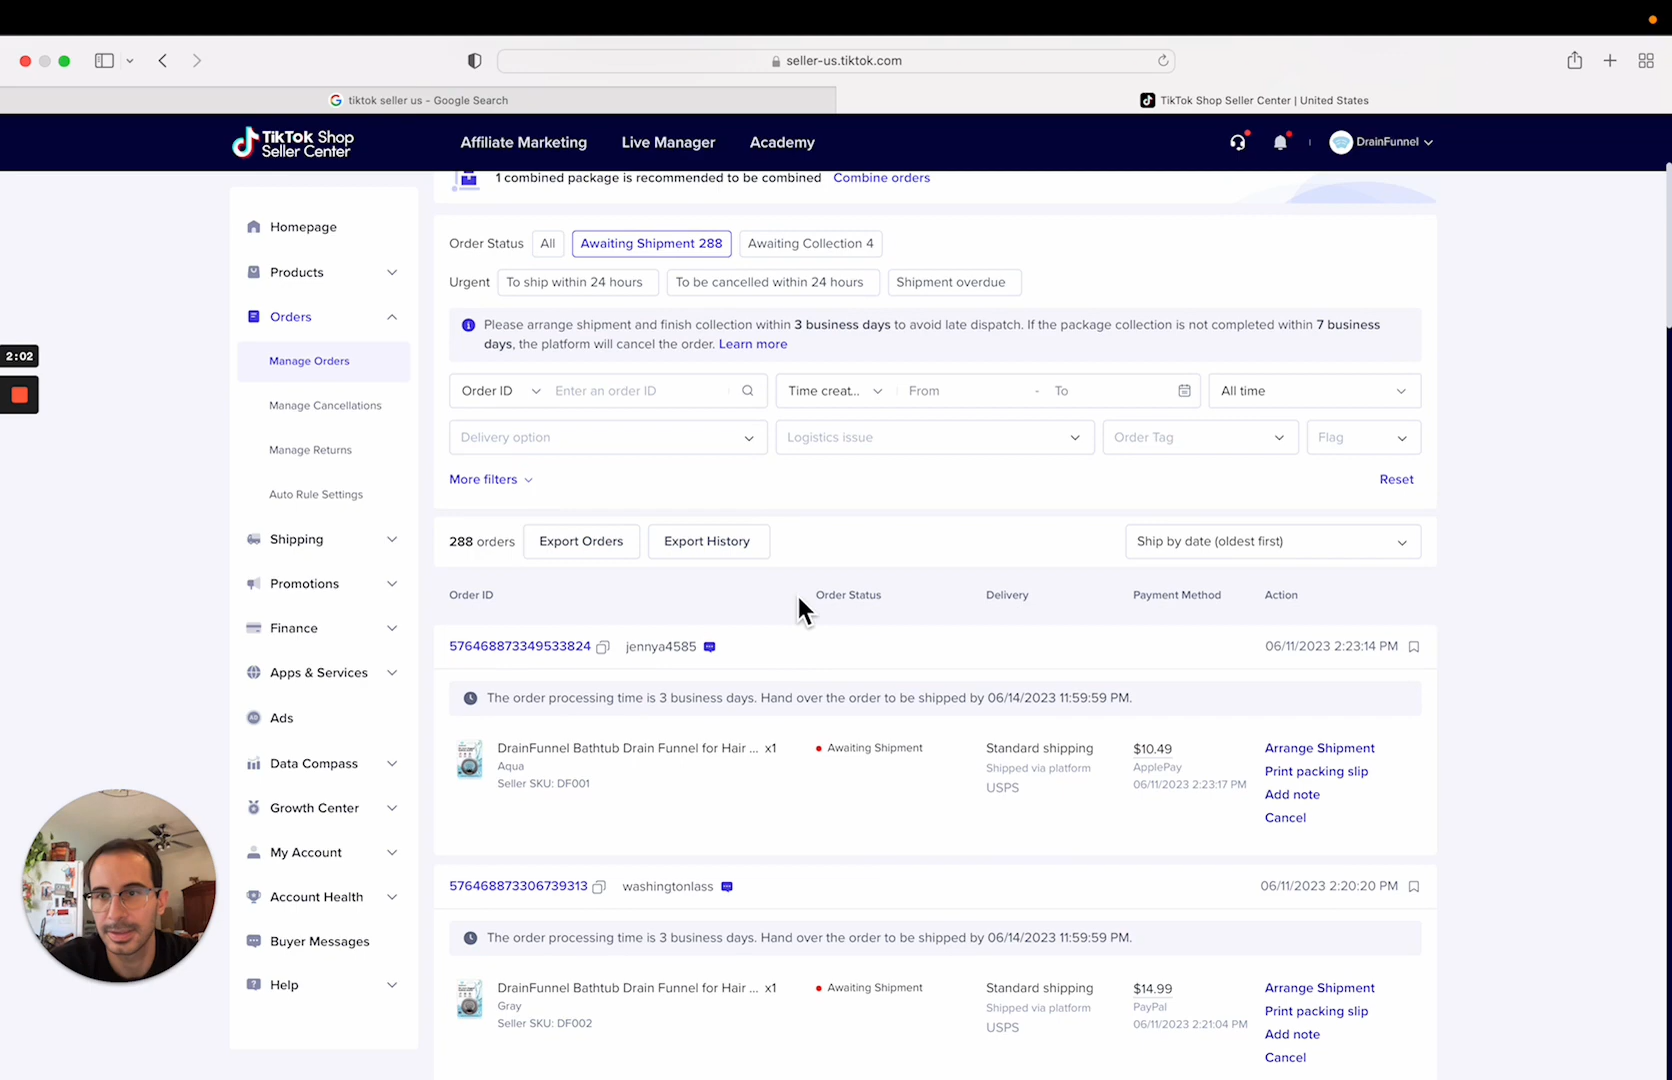 seller-us.tiktok.com
tiktok seller us - Google Search
TikTok Shop Seller Center | United States
TikTok Shop
Seller Center
Affiliate Marketing
Live Manager
Academy
DrainFunnel
1 combined package is recommended to be combined Combine orders
Homepage
Products
Orders
Manage Orders
Manage Cancellations
Manage Returns
Auto Rule Settings
Shipping
Promotions
Finance
Apps & Services
Ads
Data Compass
Growth Center
My Account
Account Health
Buyer Messages
Help
2:02
Order Status All Awaiting Shipment 288 Awaiting Collection 4
Urgent To ship within 24 hours To be cancelled within 24 hours Shipment overdue
Please arrange shipment and finish collection within 3 business days to avoid late dispatch. If the package collection is not completed within 7 business
days, the platform will cancel the order. Learn more
Order ID Enter an order ID Time creat... From - To All time
Delivery option Logistics issue Order Tag Flag
More filters Reset
288 orders Export Orders Export History Ship by date (oldest first)
Order ID Order Status Delivery Payment Method Action
576468873349533824 jennya4585 06/11/2023 2:23:14 PM
The order processing time is 3 business days. Hand over the order to be shipped by 06/14/2023 11:59:59 PM.
DrainFunnel Bathtub Drain Funnel for Hair ... x1
Aqua
Seller SKU: DF001
Awaiting Shipment
Standard shipping
Shipped via platform
USPS
$10.49
ApplePay
06/11/2023 2:23:17 PM
Arrange Shipment
Print packing slip
Add note
Cancel
576468873306739313 washingtonlass 06/11/2023 2:20:20 PM
The order processing time is 3 business days. Hand over the order to be shipped by 06/14/2023 11:59:59 PM.
DrainFunnel Bathtub Drain Funnel for Hair ... x1
Gray
Seller SKU: DF002
Awaiting Shipment
Standard shipping
Shipped via platform
USPS
$14.99
PayPal
06/11/2023 2:21:04 PM
Arrange Shipment
Print packing slip
Add note
Cancel